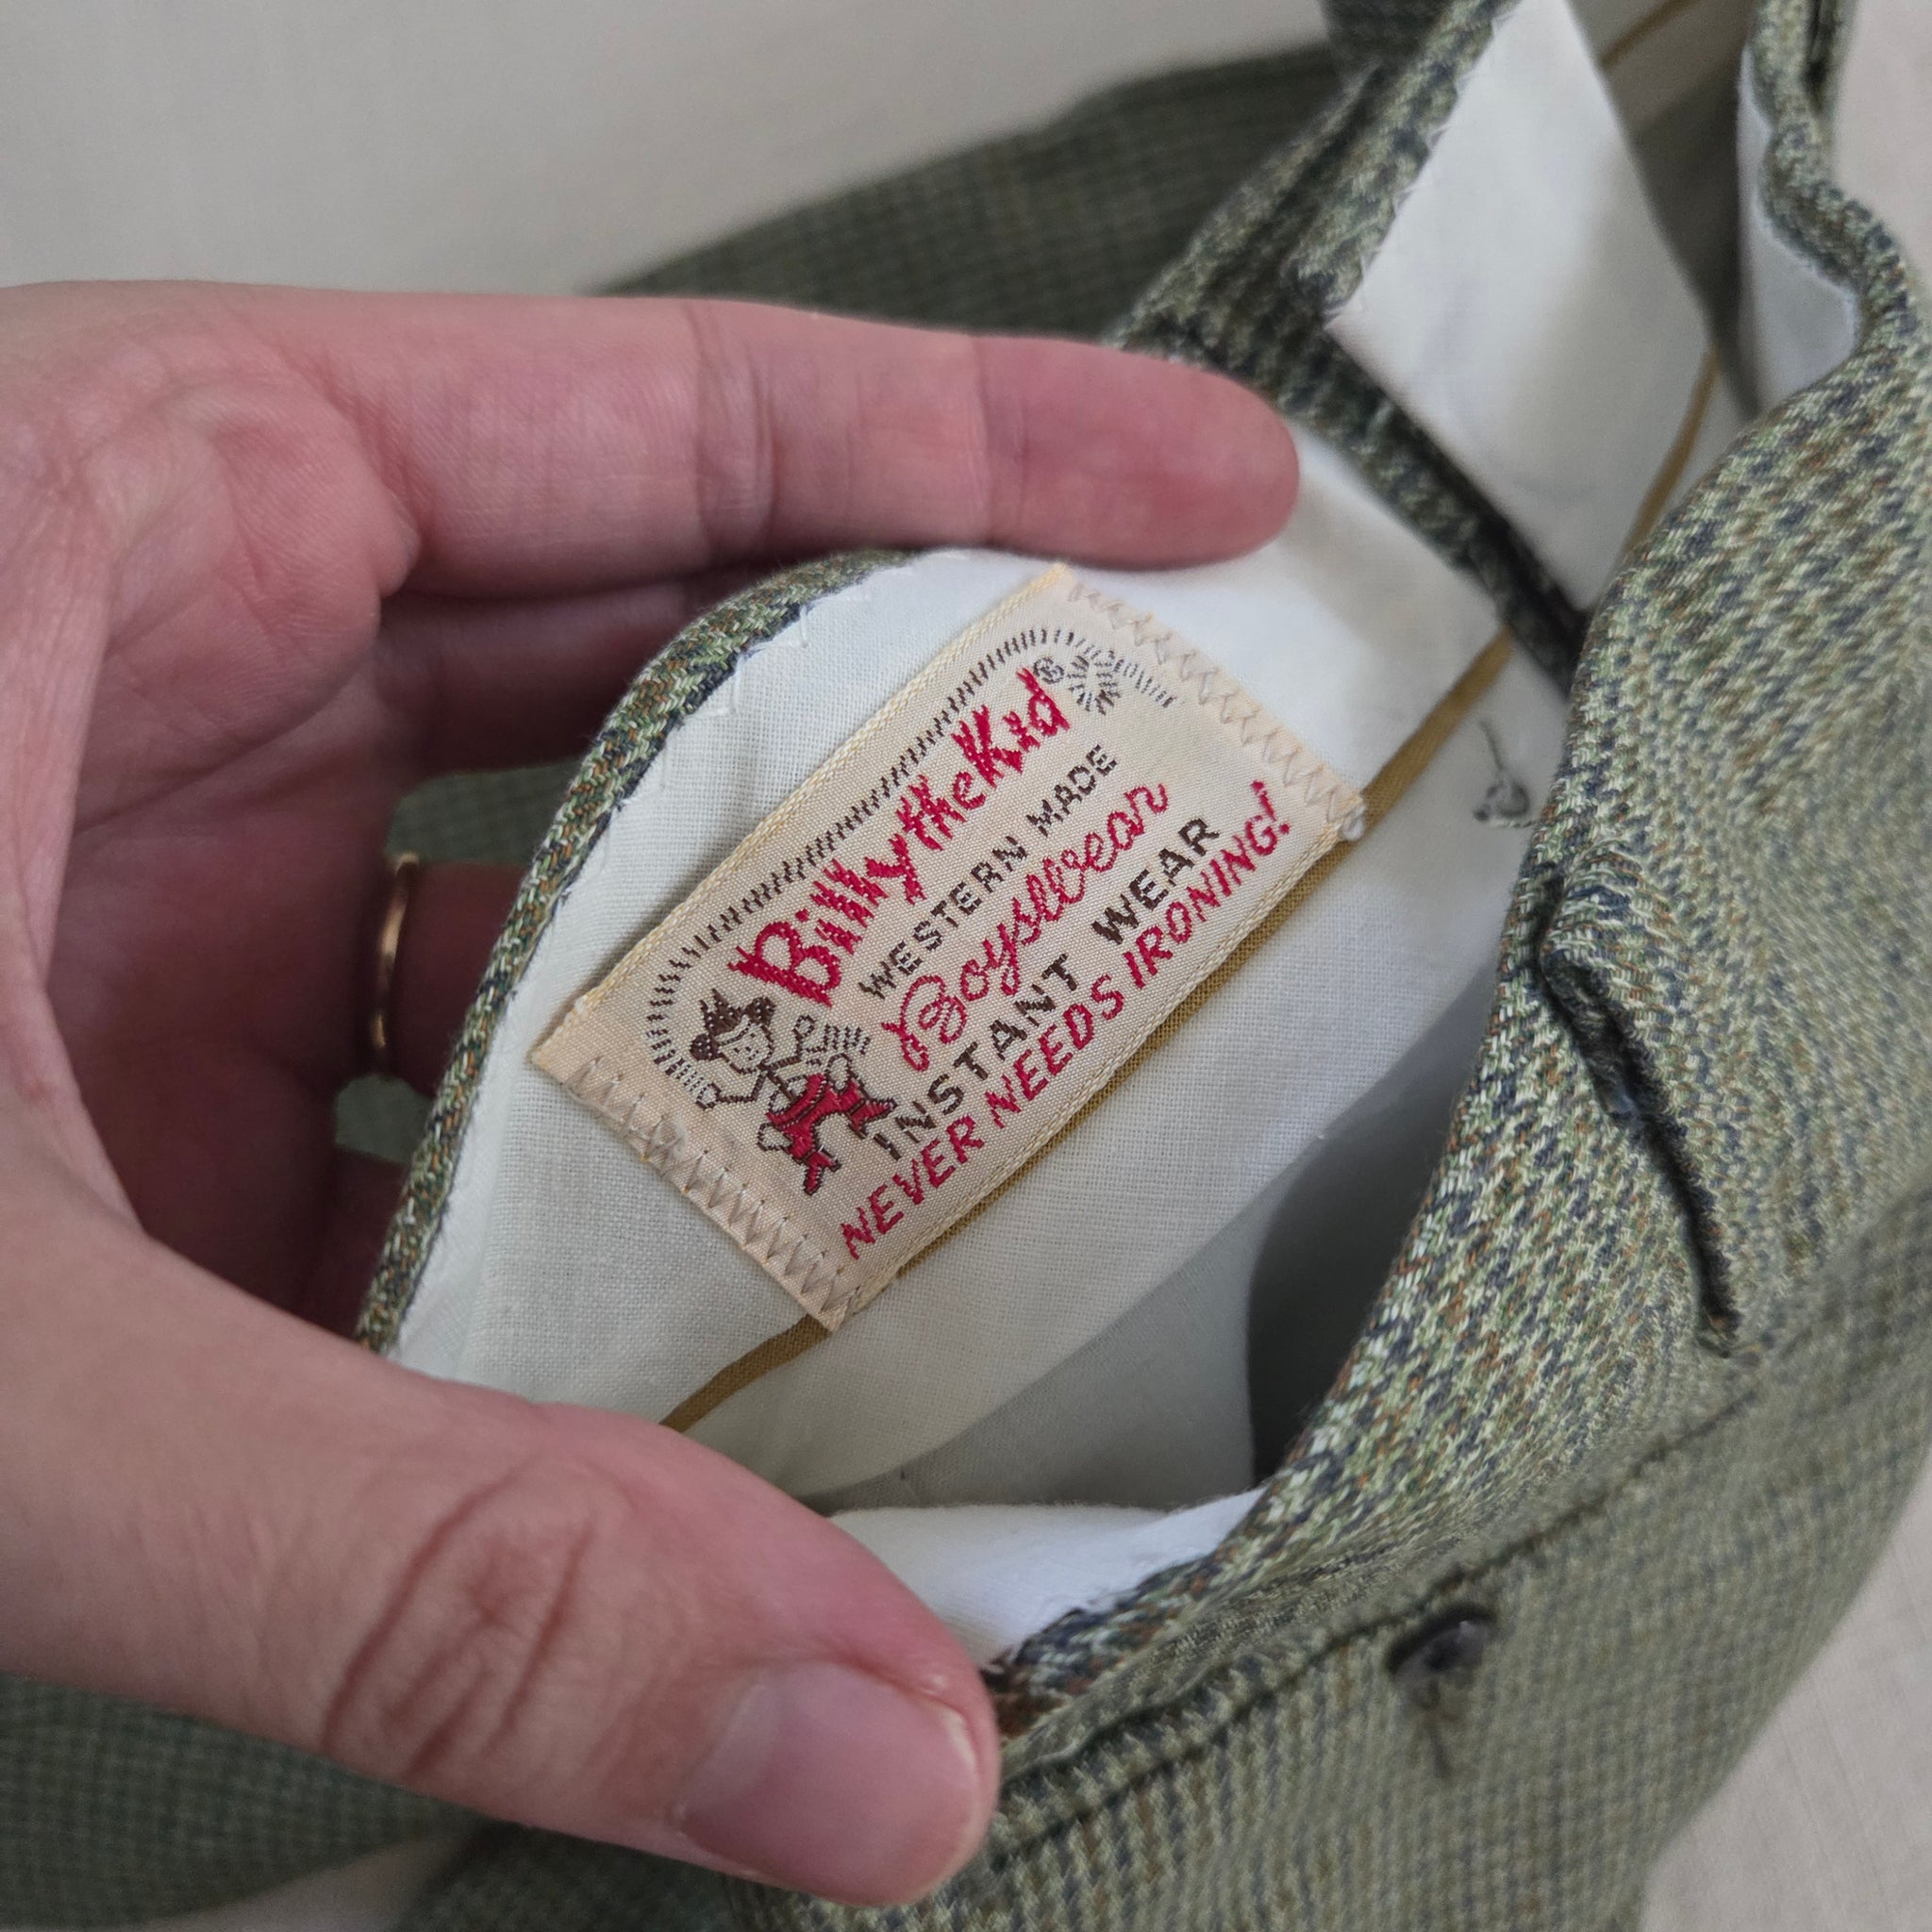 Billy the Kid®
WESTERN MADE
Boyswear
INSTANT WEAR
NEVER NEEDS IRONING!